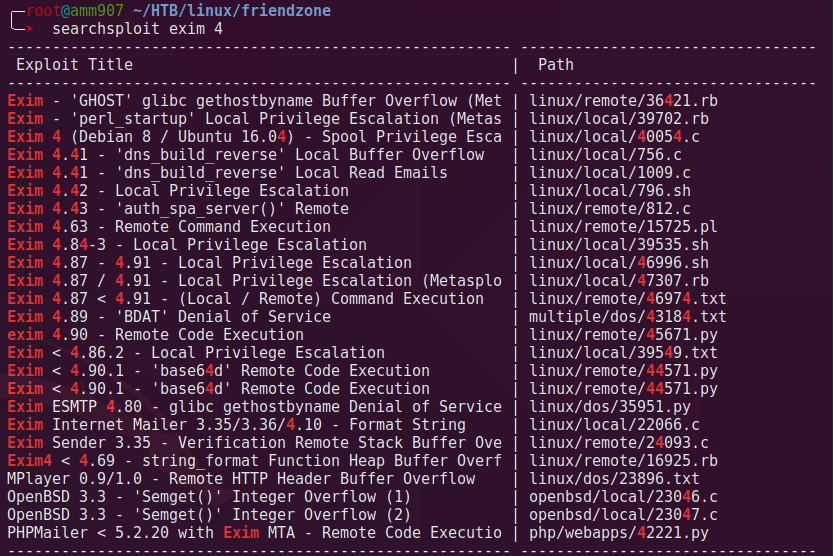 root@amm907 ~/HTB/linux/friendzone
searchsploit exim 4
---------------------------------------------------------- ---------------------------------
Exploit Title | Path
---------------------------------------------------------- ---------------------------------
Exim - 'GHOST' glibc gethostbyname Buffer Overflow (Met | linux/remote/36421.rb
Exim - 'perl_startup' Local Privilege Escalation (Metas | linux/local/39702.rb
Exim 4 (Debian 8 / Ubuntu 16.04) - Spool Privilege Esca | linux/local/40054.c
Exim 4.41 - 'dns_build_reverse' Local Buffer Overflow | linux/local/756.c
Exim 4.41 - 'dns_build_reverse' Local Read Emails | linux/local/1009.c
Exim 4.42 - Local Privilege Escalation | linux/local/796.sh
Exim 4.43 - 'auth_spa_server()' Remote | linux/remote/812.c
Exim 4.63 - Remote Command Execution | linux/remote/15725.pl
Exim 4.84-3 - Local Privilege Escalation | linux/local/39535.sh
Exim 4.87 - 4.91 - Local Privilege Escalation | linux/local/46996.sh
Exim 4.87 / 4.91 - Local Privilege Escalation (Metasplo | linux/local/47307.rb
Exim 4.87 < 4.91 - (Local / Remote) Command Execution | linux/remote/46974.txt
Exim 4.89 - 'BDAT' Denial of Service | multiple/dos/43184.txt
exim 4.90 - Remote Code Execution | linux/remote/45671.py
Exim < 4.86.2 - Local Privilege Escalation | linux/local/39549.txt
Exim < 4.90.1 - 'base64d' Remote Code Execution | linux/remote/44571.py
Exim < 4.90.1 - 'base64d' Remote Code Execution | linux/remote/44571.py
Exim ESMTP 4.80 - glibc gethostbyname Denial of Service | linux/dos/35951.py
Exim Internet Mailer 3.35/3.36/4.10 - Format String | linux/local/22066.c
Exim Sender 3.35 - Verification Remote Stack Buffer Ove | linux/remote/24093.c
Exim4 < 4.69 - string_format Function Heap Buffer Overf | linux/remote/16925.rb
MPlayer 0.9/1.0 - Remote HTTP Header Buffer Overflow | linux/dos/23896.txt
OpenBSD 3.3 - 'Semget()' Integer Overflow (1) | openbsd/local/23046.c
OpenBSD 3.3 - 'Semget()' Integer Overflow (2) | openbsd/local/23047.c
PHPMailer < 5.2.20 with Exim MTA - Remote Code Executio | php/webapps/42221.py
---------------------------------------------------------- ---------------------------------